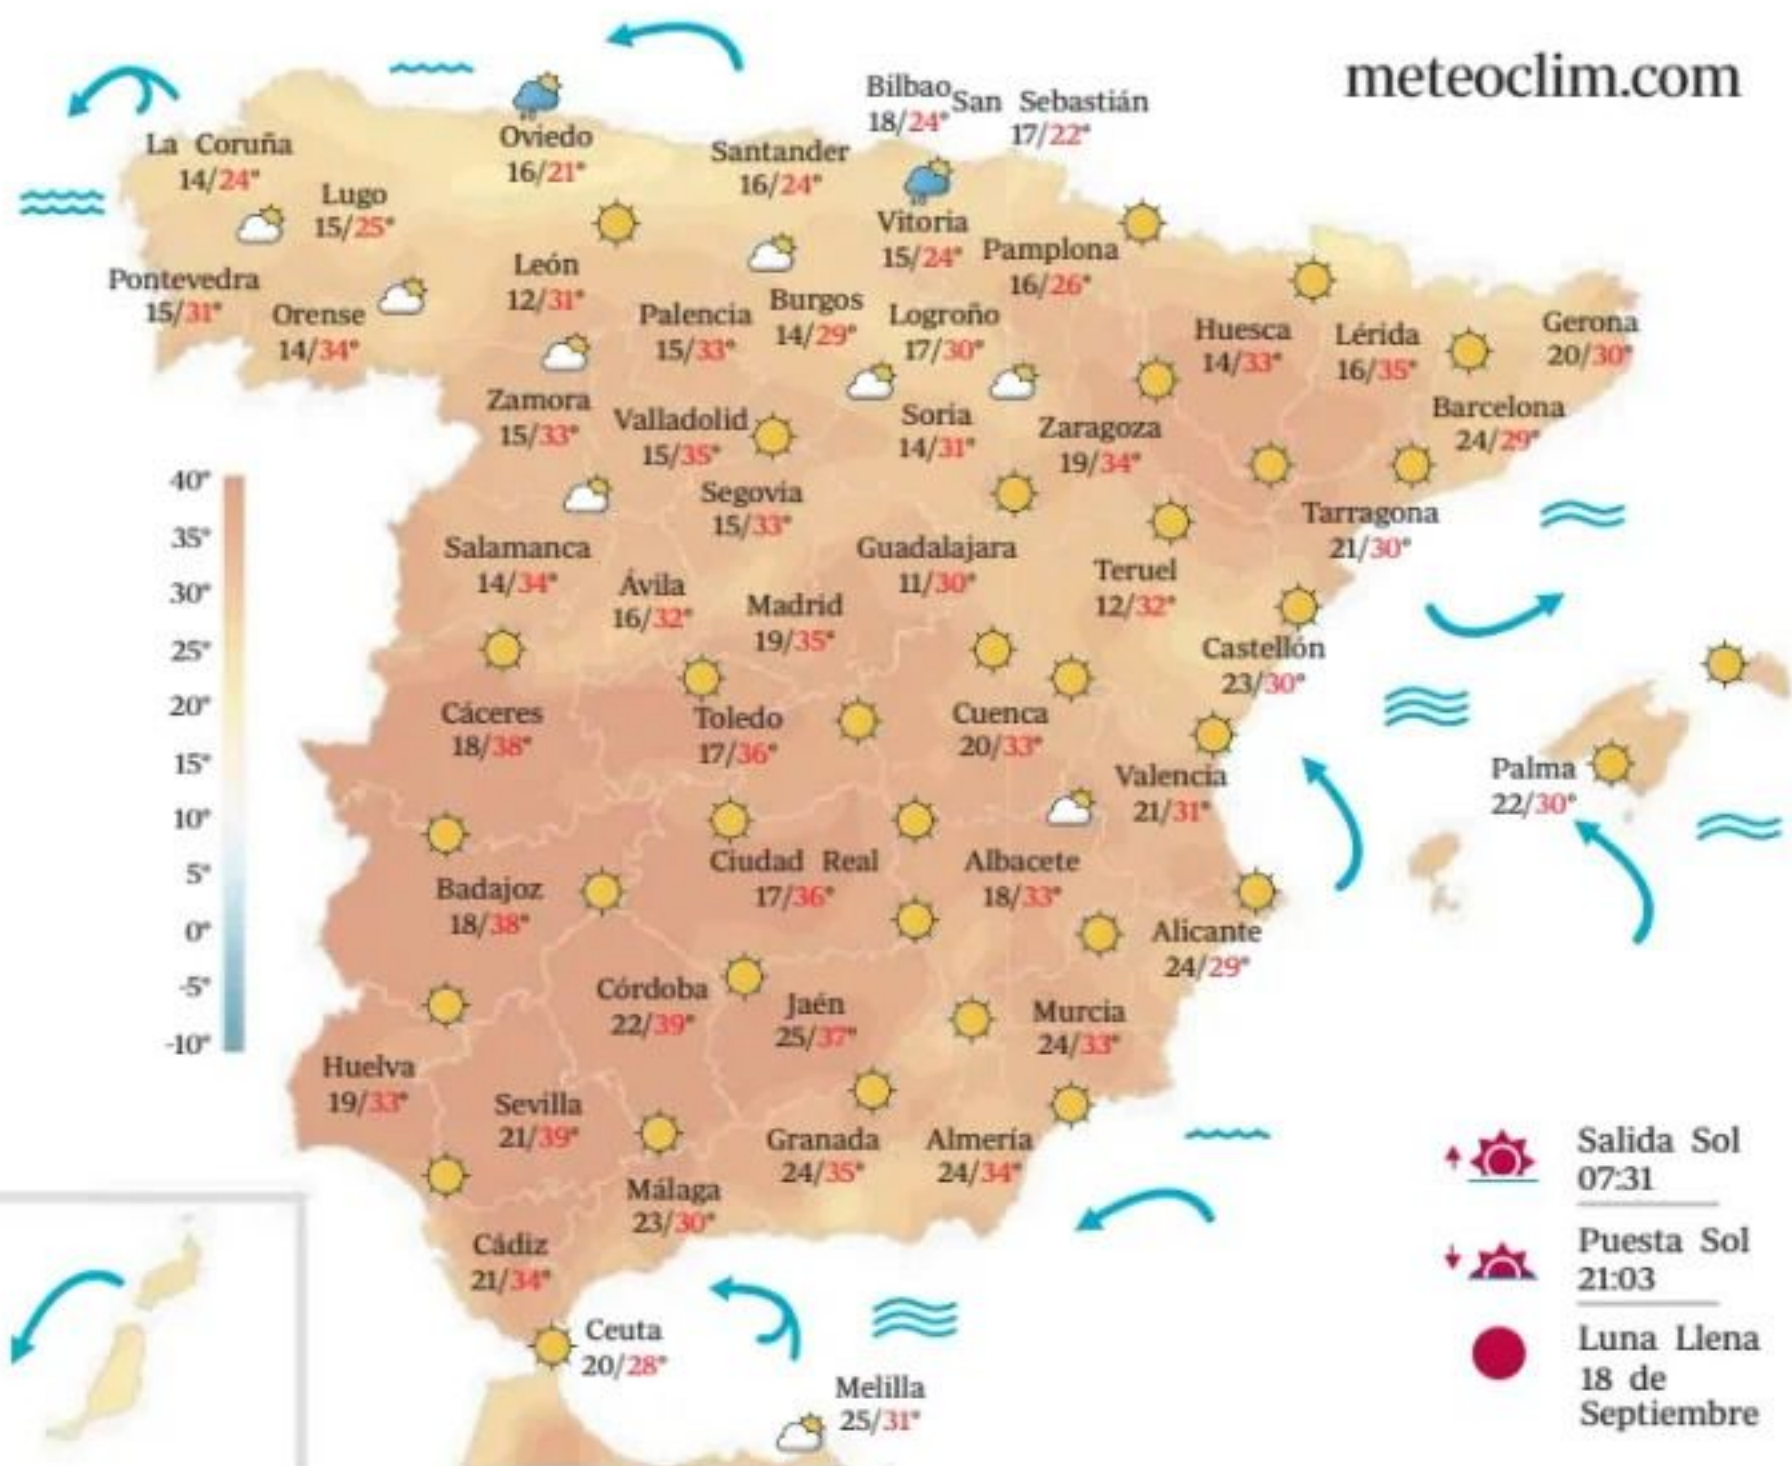 meteoclim.com
Bilbao
18/24°
San Sebastián
17/22°
La Coruña
14/24°
Oviedo
16/21°
Santander
16/24°
Lugo
15/25°
Vitoria
15/24°
Pamplona
16/26°
Pontevedra
15/31°
Orense
14/34°
León
12/31°
Palencia
15/33°
Burgos
14/29°
Logroño
17/30°
Huesca
14/33°
Lérida
16/35°
Gerona
20/30°
Zamora
15/33°
Valladolid
15/35°
Soria
14/31°
Zaragoza
19/34°
Barcelona
24/29°
Segovia
15/33°
Tarragona
21/30°
Salamanca
14/34°
Ávila
16/32°
Madrid
19/35°
Guadalajara
11/30°
Teruel
12/32°
Castellón
23/30°
Cáceres
18/38°
Toledo
17/36°
Cuenca
20/33°
Valencia
21/31°
Palma
22/30°
Badajoz
18/38°
Ciudad Real
17/36°
Albacete
18/33°
Alicante
24/29°
Córdoba
22/39°
Jaén
25/37°
Murcia
24/33°
Huelva
19/33°
Sevilla
21/39°
Granada
24/35°
Almería
24/34°
Málaga
23/30°
Cádiz
21/34°
Ceuta
20/28°
Melilla
25/31°
40°
35°
30°
25°
20°
15°
10°
5°
0°
-5°
-10°
Salida Sol
07:31
Puesta Sol
21:03
Luna Llena
18 de
Septiembre